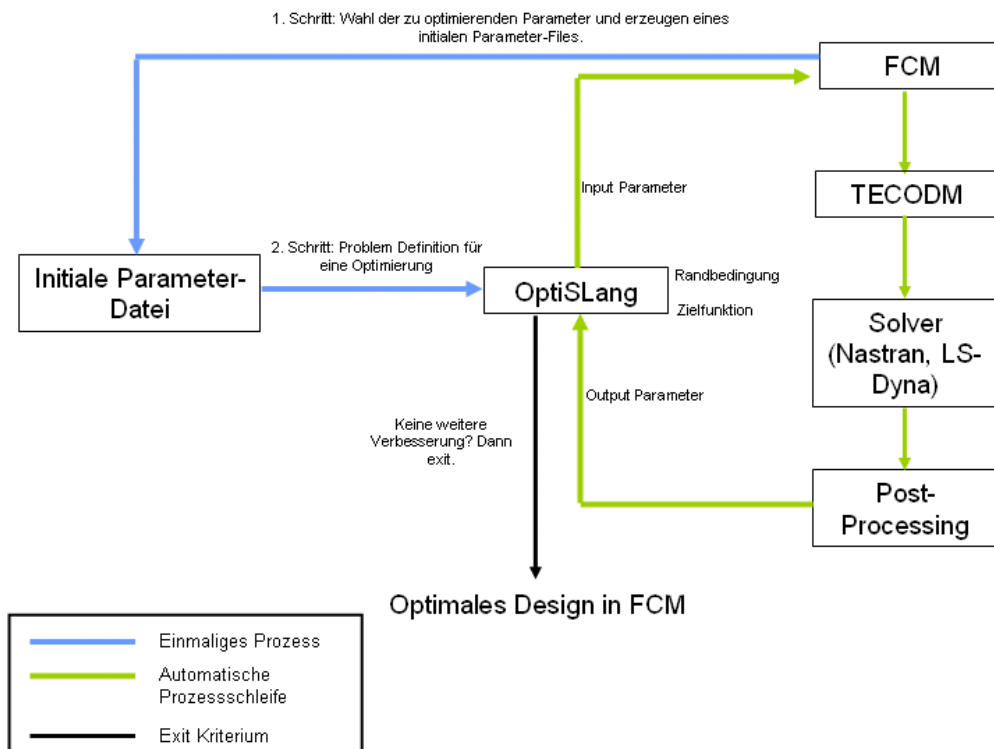 1. Schritt: Wahl der zu optimierenden Parameter und erzeugen eines
initialen Parameter-Files.
FCM
Input Parameter
TECODM
2. Schritt: Problem Definition für
eine Optimierung
Initiale Parameter-
Datei
OptiSLang
Randbedingung
Zielfunktion
Solver
(Nastran, LS-
Dyna)
Output Parameter
Keine weitere
Verbesserung? Dann
exit.
Post-
Processing
Optimales Design in FCM
Einmaliges Prozess
Automatische
Prozessschleife
Exit Kriterium